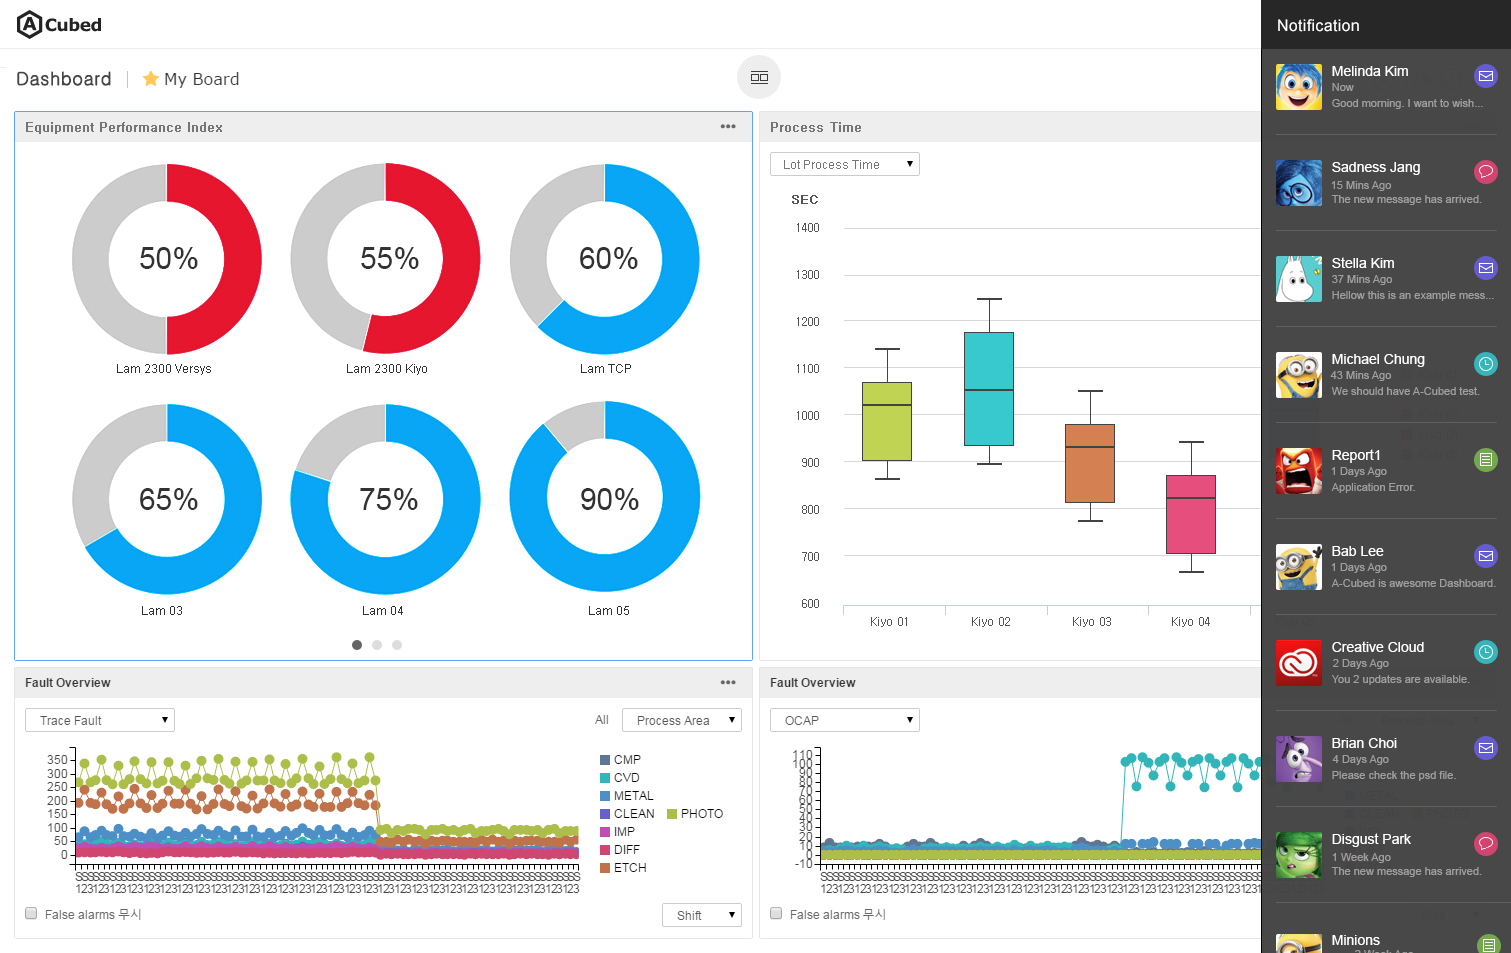 A Cubed
Dashboard
My Board
Equipment Performance Index
50%
55%
60%
Lam 2300 Versys
Lam 2300 Kiyo
Lam TCP
65%
75%
90%
Lam 03
Lam 04
Lam 05
Process Time
Lot Process Time
SEC
1400
1300
1200
1100
1000
900
800
700
600
Kiyo 01
Kiyo 02
Kiyo 03
Kiyo 04
Fault Overview
Trace Fault
All
Process Area
350
300
250
200
150
100
50
0
CMP
CVD
METAL
CLEAN
PHOTO
IMP
DIFF
ETCH
False alarms 무시
Shift
Fault Overview
OCAP
110
100
90
80
70
60
50
40
30
20
10
0
-10
False alarms 무시
Notification
Melinda Kim
Now
Good morning. I want to wish...
Sadness Jang
15 Mins Ago
The new message has arrived.
Stella Kim
37 Mins Ago
Hellow this is an example mess...
Michael Chung
43 Mins Ago
We should have A-Cubed test.
Report1
1 Days Ago
Application Error.
Bab Lee
1 Days Ago
A-Cubed is awesome Dashboard.
Creative Cloud
2 Days Ago
You 2 updates are available.
Brian Choi
4 Days Ago
Please check the psd file.
Disgust Park
1 Week Ago
The new message has arrived.
Minions